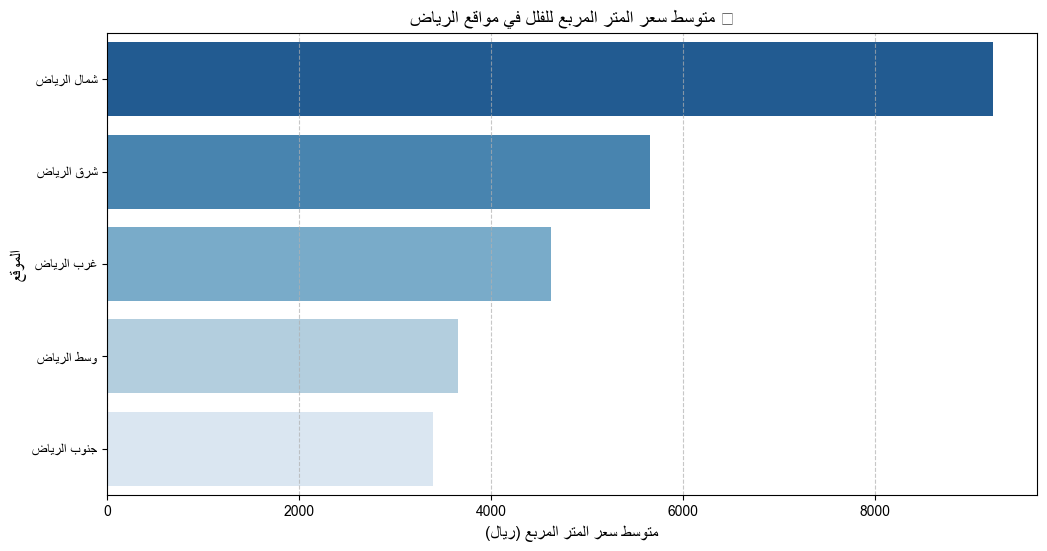 متوسط سعر المتر المربع للفلل في مواقع الرياض
شمال الرياض
شرق الرياض
غرب الرياض
وسط الرياض
جنوب الرياض
الموقع
0 2000 4000 6000 8000
متوسط سعر المتر المربع (ريال)